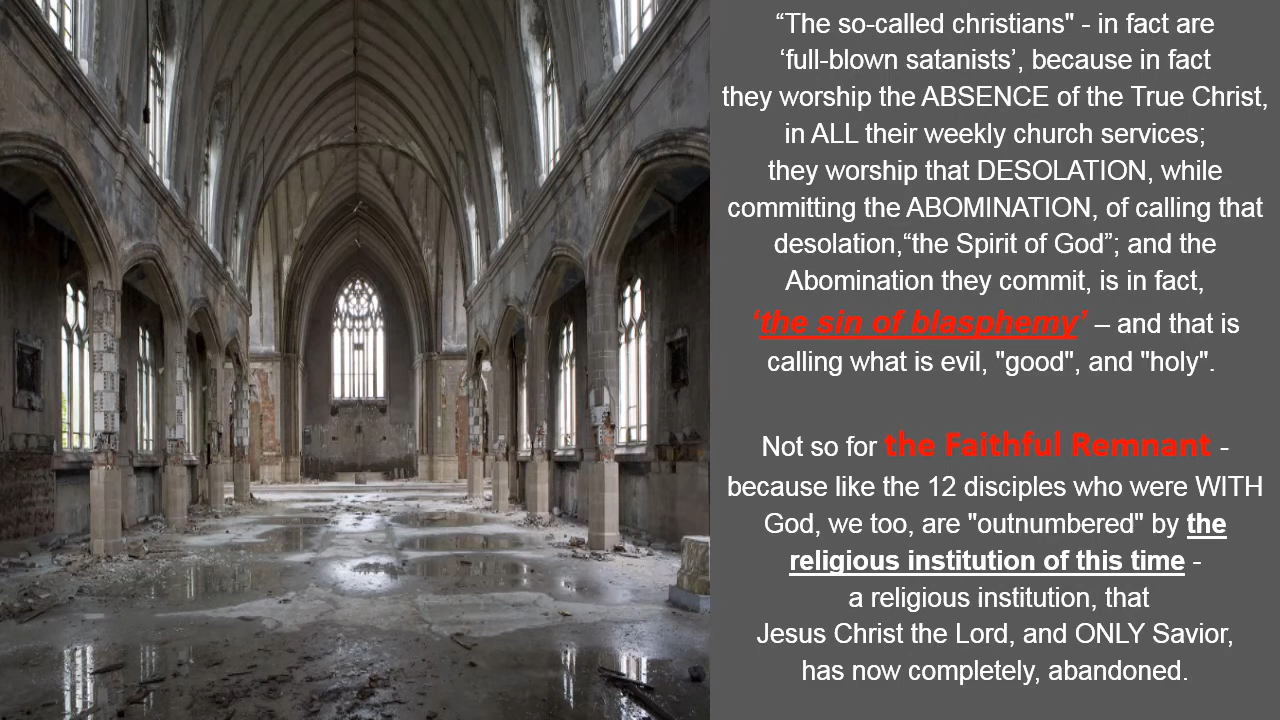 “The so-called christians" - in fact are
‘full-blown satanists’, because in fact
they worship the ABSENCE of the True Christ,
in ALL their weekly church services;
they worship that DESOLATION, while
committing the ABOMINATION, of calling that
desolation,“the Spirit of God”; and the
Abomination they commit, is in fact,
‘the sin of blasphemy’ – and that is
calling what is evil, "good", and "holy".
Not so for the Faithful Remnant -
because like the 12 disciples who were WITH
God, we too, are "outnumbered" by the
religious institution of this time -
a religious institution, that
Jesus Christ the Lord, and ONLY Savior,
has now completely, abandoned.